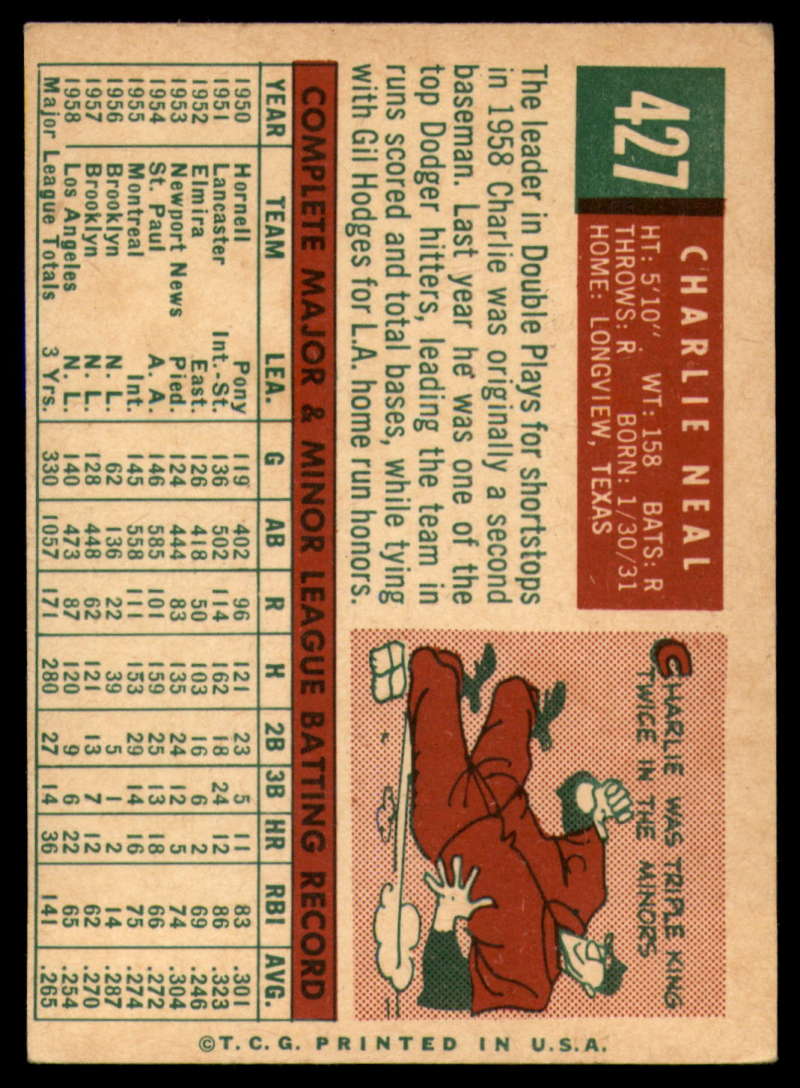 427
CHARLIE NEAL
HT: 5'10". WT: 158 BATS: R
THROWS: R BORN: 1/30/31
HOME: LONGVIEW, TEXAS
The leader in Double Plays for shortstops
in 1958 Charlie was originally a second
baseman. Last year he was one of the
top Dodger hitters, leading the team in
runs scored and total bases, while tying
with Gil Hodges for L.A. home run honors.
CHARLIE WAS TRIPLE KING
TWICE IN THE MINORS
COMPLETE MAJOR & MINOR LEAGUE BATTING RECORD
YEAR TEAM LEA. G AB R H 2B 3B HR RBI AVG.
1950 Hornell Pony 119 402 96 121 23 5 11 83 .301
1951 Lancaster Int.-St. 136 502 114 162 18 24 12 86 .323
1952 Elmira East. 126 418 50 103 16 6 2 69 .246
1953 Newport News Pied. 124 444 83 135 24 12 5 74 .304
1954 St. Paul A. A. 146 585 101 159 25 13 18 66 .272
1955 Montreal Int. 145 558 111 153 29 14 16 75 .274
1956 Brooklyn N. L. 62 136 22 39 5 1 2 14 .287
1957 Brooklyn N. L. 128 448 62 121 13 7 12 62 .270
1958 Los Angeles N. L. 140 473 87 120 9 6 22 65 .254
Major League Totals 3 Yrs. 330 1057 171 280 27 14 36 141 .265
©T.C.G. PRINTED IN U.S.A.